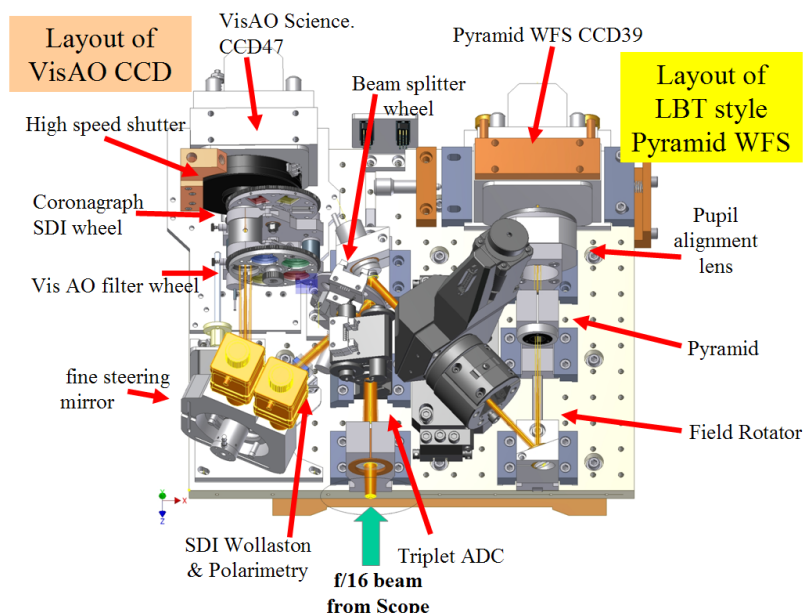 Layout of
VisAO CCD
VisAO Science.
CCD47
Pyramid WFS CCD39
Beam splitter
wheel
Layout of
LBT style
Pyramid WFS
High speed shutter
Coronagraph
SDI wheel
Pupil
alignment
lens
Vis AO filter wheel
Pyramid
fine steering
mirror
Field Rotator
SDI Wollaston
& Polarimetry
Triplet ADC
f/16 beam
from Scope
Y
X
Z